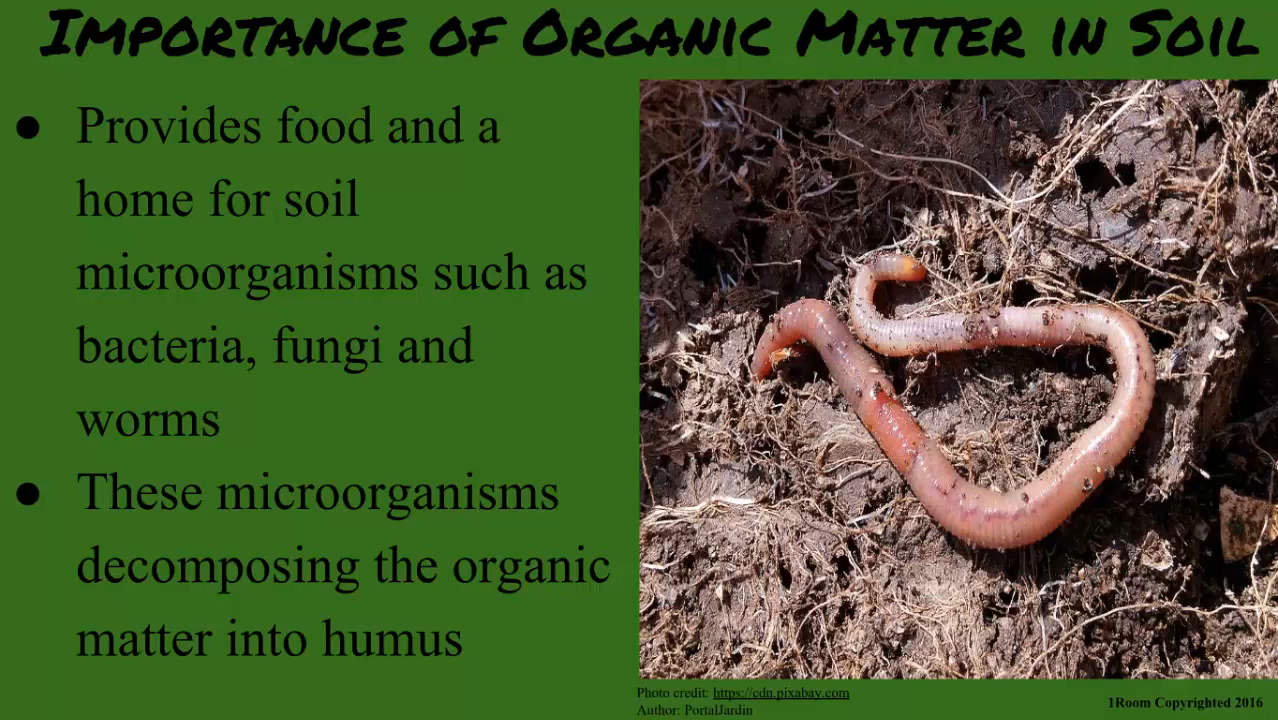 Importance of Organic Matter in Soil
● Provides food and a
home for soil
microorganisms such as
bacteria, fungi and
worms
● These microorganisms
decomposing the organic
matter into humus
Photo credit: https://cdn.pixabay.com
Author: PortalJardin
1Room Copyrighted 2016